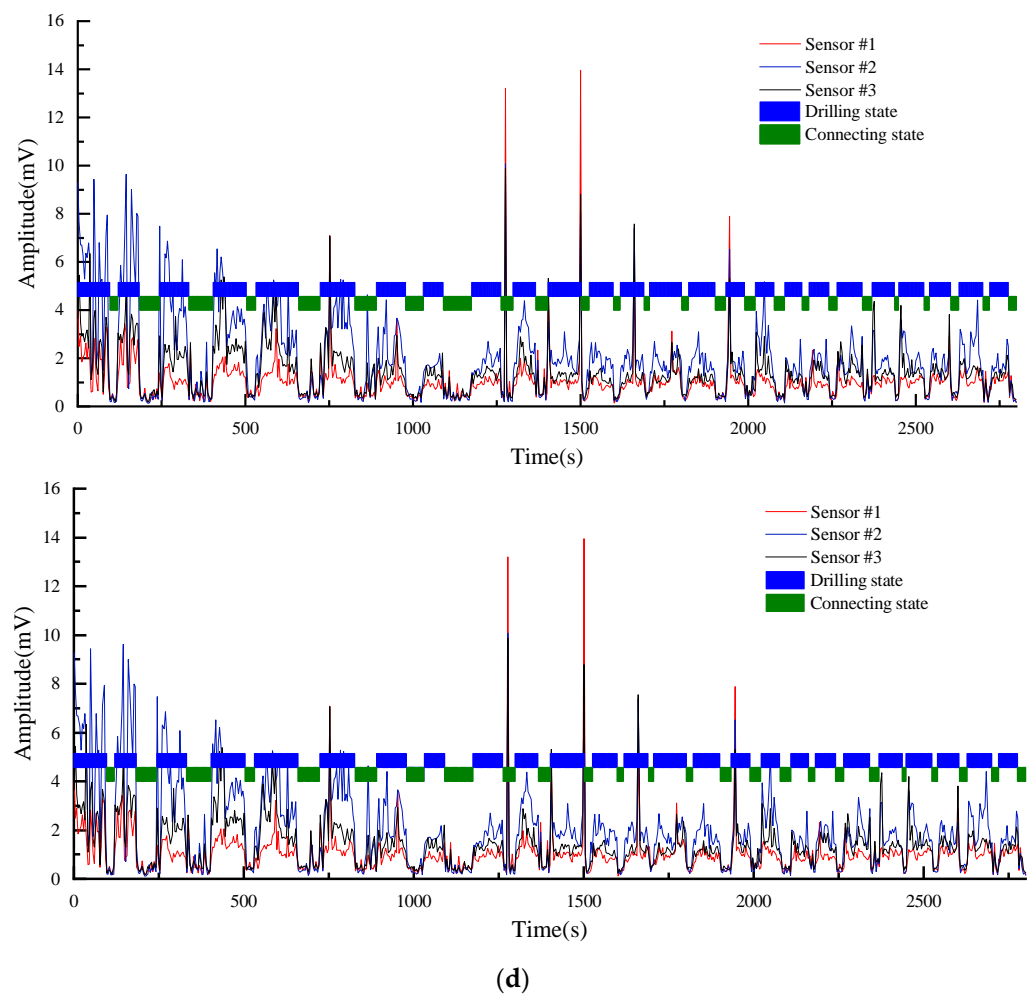 16
14
12
10
8
6
4
2
0
Amplitude(mV)
Sensor #1
Sensor #2
Sensor #3
Drilling state
Connecting state
0 500 1000 1500 2000 2500
Time(s)
16
14
12
10
8
6
4
2
0
Amplitude(mV)
Sensor #1
Sensor #2
Sensor #3
Drilling state
Connecting state
0 500 1000 1500 2000 2500
Time(s)
(d)